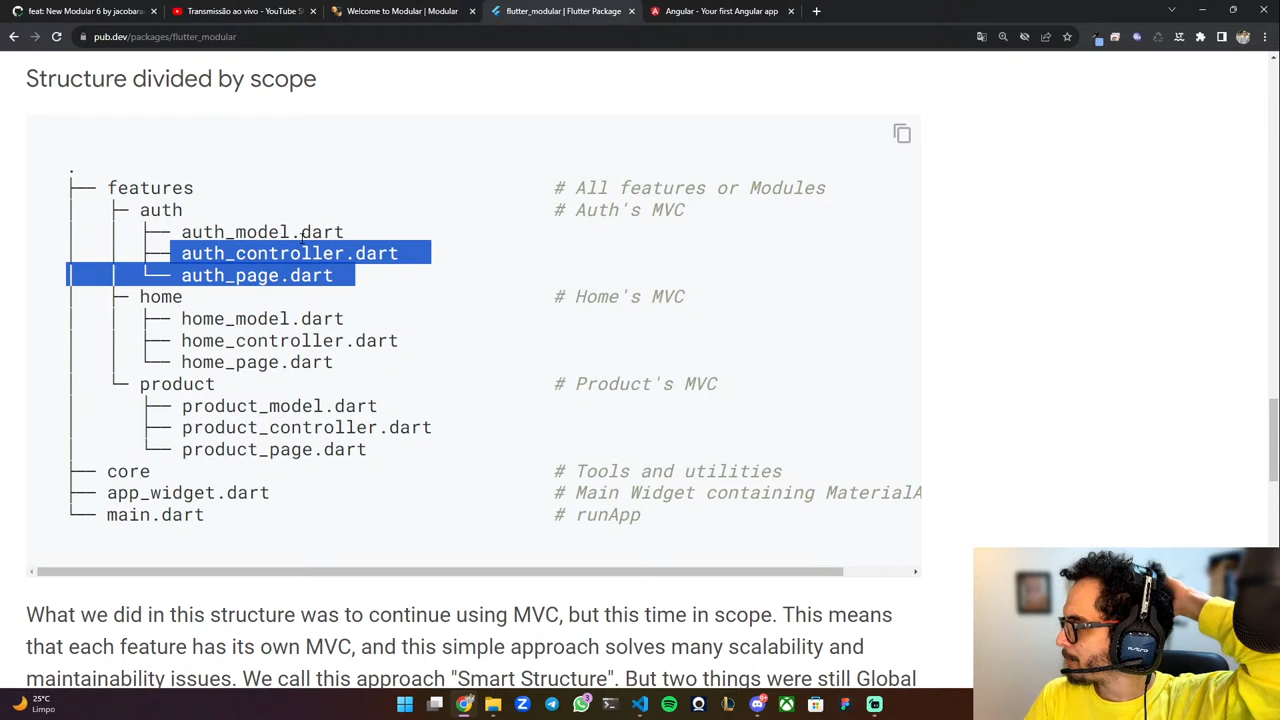 feat: New Modular 6 by jacobara
Transmissão ao vivo - YouTube S
Welcome to Modular | Modular
flutter_modular | Flutter Package
Angular - Your first Angular app
pub.dev/packages/flutter_modular
Structure divided by scope
.
├── features # All features or Modules
│ ├─ auth # Auth's MVC
│ │ ├── auth_model.dart
│ │ ├── auth_controller.dart
│ │ └── auth_page.dart
│ ├─ home # Home's MVC
│ │ ├── home_model.dart
│ │ ├── home_controller.dart
│ │ └── home_page.dart
│ └─ product # Product's MVC
│ ├── product_model.dart
│ ├── product_controller.dart
│ └── product_page.dart
├── core # Tools and utilities
├── app_widget.dart # Main Widget containing MaterialA
└── main.dart # runApp
What we did in this structure was to continue using MVC, but this time in scope. This means
that each feature has its own MVC, and this simple approach solves many scalability and
maintainability issues. We call this approach "Smart Structure". But two things were still Global
25°C
Limpo